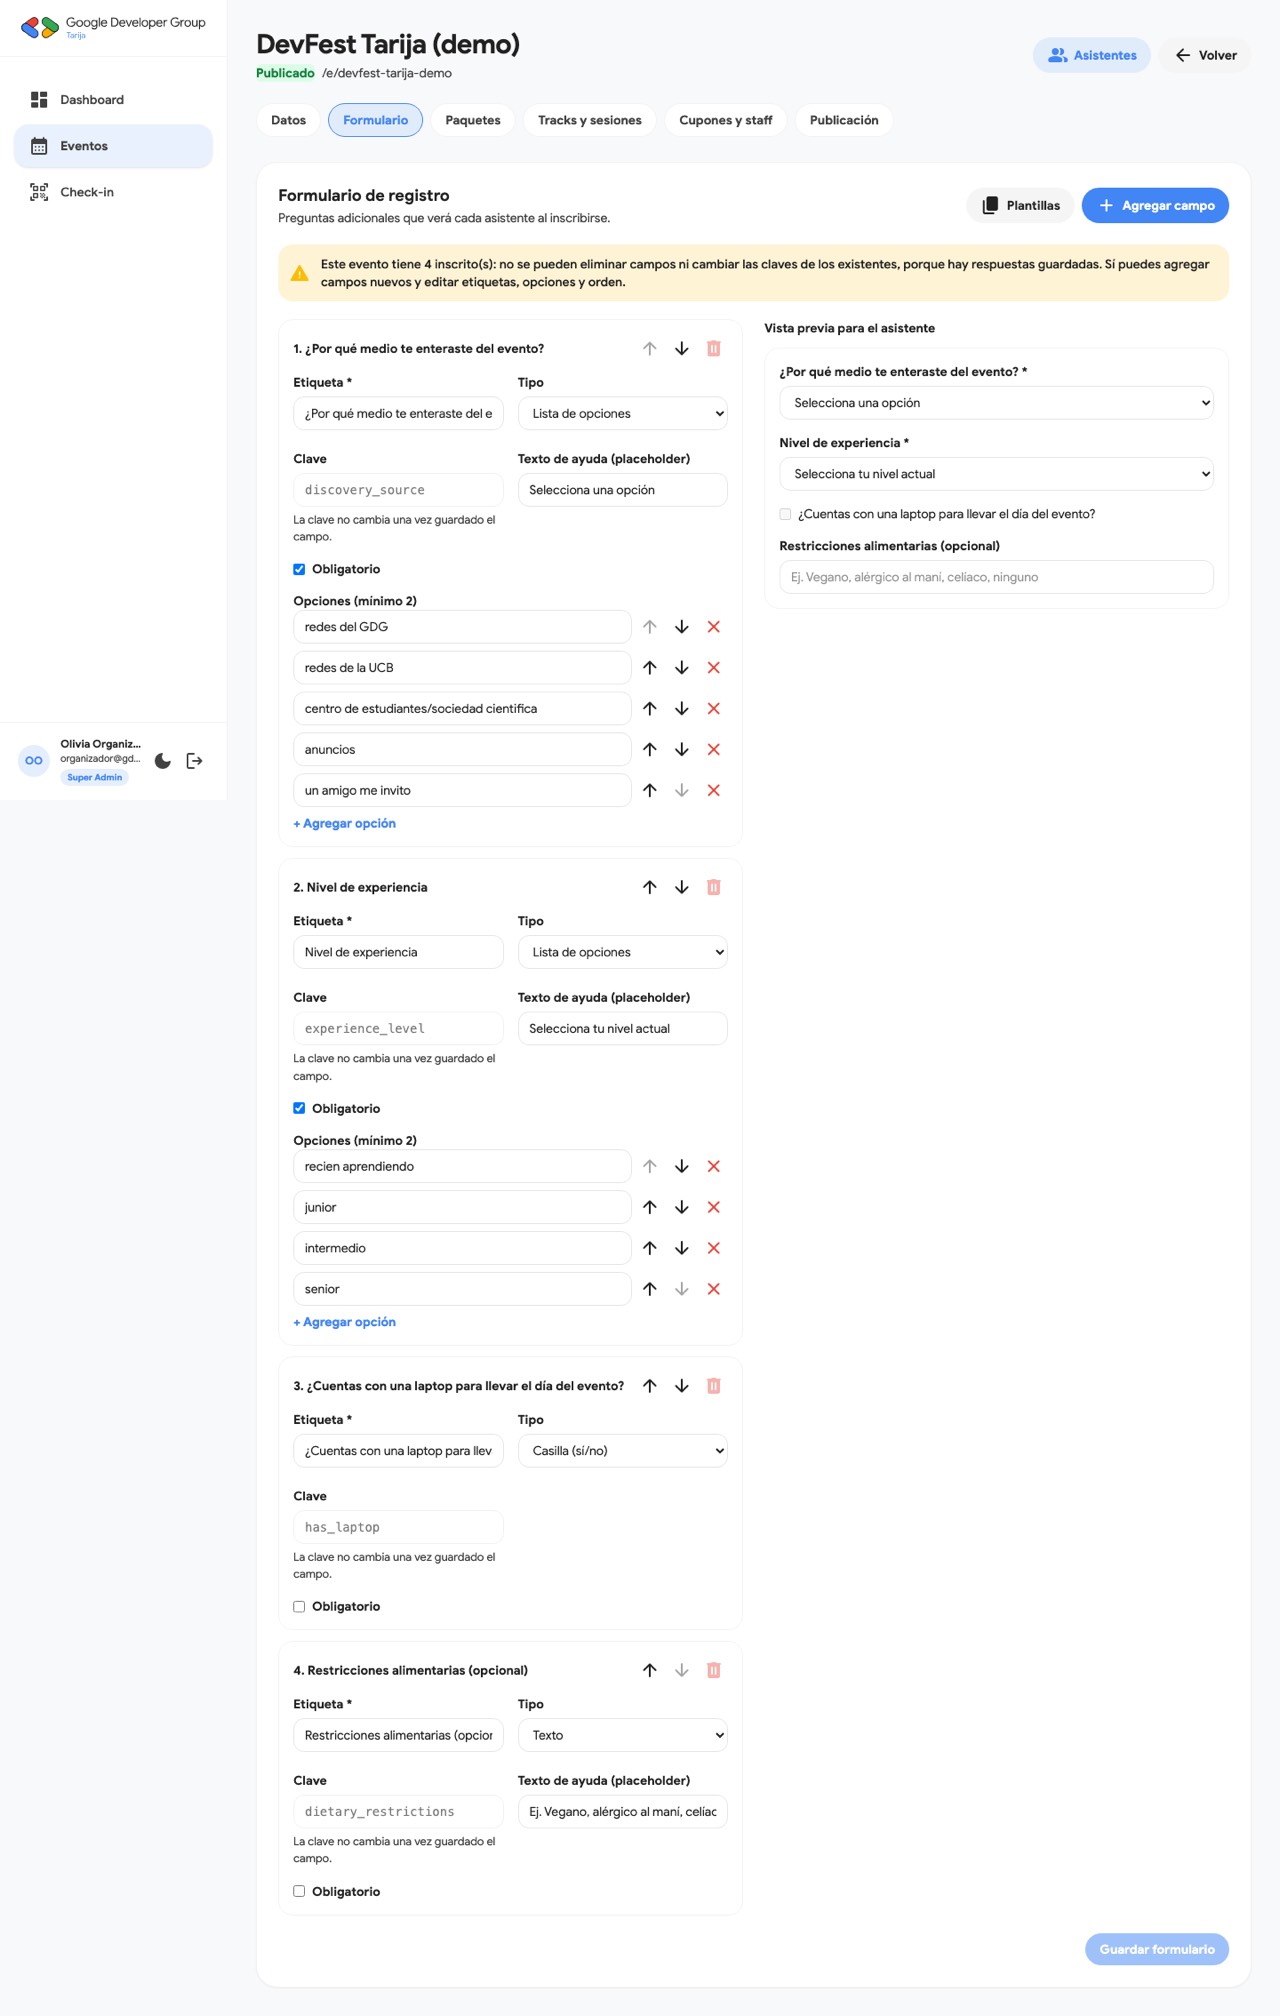 Google Developer Group
Tarija
Dashboard
Eventos
Check-in
OO
Olivia Organiz...
organizador@gd...
Super Admin
DevFest Tarija (demo)
Publicado /e/devfest-tarija-demo
Asistentes
Volver
Datos
Formulario
Paquetes
Tracks y sesiones
Cupones y staff
Publicación
Formulario de registro
Preguntas adicionales que verá cada asistente al inscribirse.
Plantillas
Agregar campo
Este evento tiene 4 inscrito(s): no se pueden eliminar campos ni cambiar las claves de los existentes, porque hay respuestas guardadas. Sí puedes agregar
campos nuevos y editar etiquetas, opciones y orden.
1. ¿Por qué medio te enteraste del evento?
Etiqueta *
Tipo
¿Por qué medio te enteraste del e
Lista de opciones
Clave
Texto de ayuda (placeholder)
discovery_source
Selecciona una opción
La clave no cambia una vez guardado el
campo.
Obligatorio
Opciones (mínimo 2)
redes del GDG
redes de la UCB
centro de estudiantes/sociedad cientifica
anuncios
un amigo me invito
+ Agregar opción
2. Nivel de experiencia
Etiqueta *
Tipo
Nivel de experiencia
Lista de opciones
Clave
Texto de ayuda (placeholder)
experience_level
Selecciona tu nivel actual
La clave no cambia una vez guardado el
campo.
Obligatorio
Opciones (mínimo 2)
recien aprendiendo
junior
intermedio
senior
+ Agregar opción
3. ¿Cuentas con una laptop para llevar el día del evento?
Etiqueta *
Tipo
¿Cuentas con una laptop para llev
Casilla (sí/no)
Clave
has_laptop
La clave no cambia una vez guardado el
campo.
Obligatorio
4. Restricciones alimentarias (opcional)
Etiqueta *
Tipo
Restricciones alimentarias (opcior
Texto
Clave
Texto de ayuda (placeholder)
dietary_restrictions
Ej. Vegano, alérgico al maní, celíac
La clave no cambia una vez guardado el
campo.
Obligatorio
Vista previa para el asistente
¿Por qué medio te enteraste del evento? *
Selecciona una opción
Nivel de experiencia *
Selecciona tu nivel actual
¿Cuentas con una laptop para llevar el día del evento?
Restricciones alimentarias (opcional)
Ej. Vegano, alérgico al maní, celíaco, ninguno
Guardar formulario